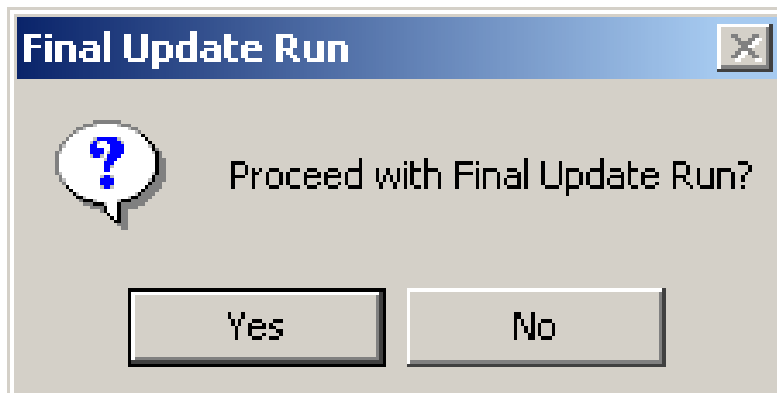 Final Update Run
Proceed with Final Update Run?
Yes
No